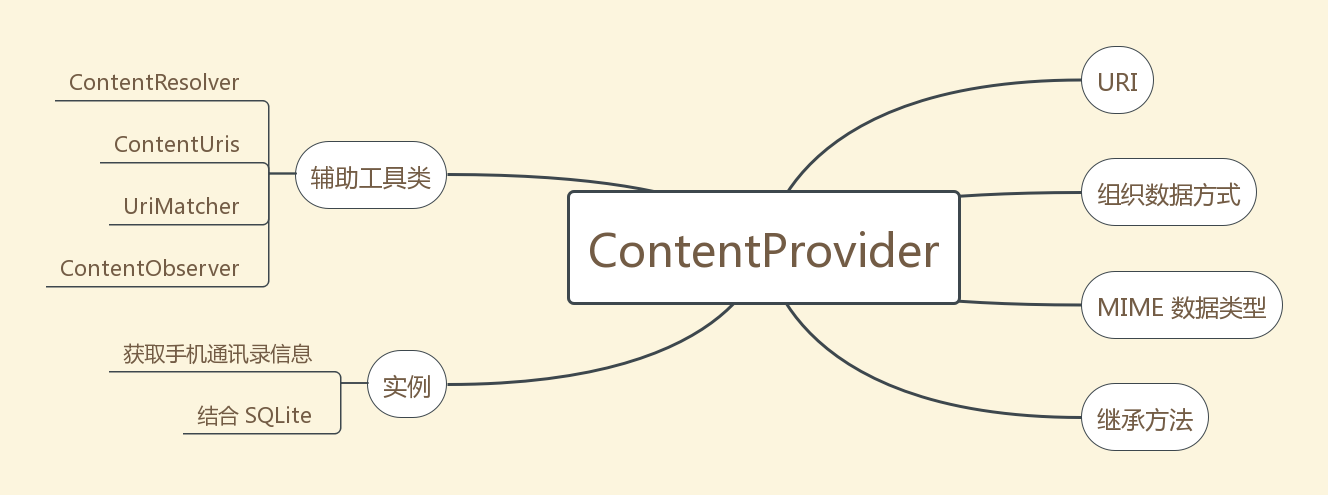 ContentProvider
URI
组织数据方式
MIME 数据类型
继承方法
辅助工具类
ContentResolver
ContentUris
UriMatcher
ContentObserver
实例
获取手机通讯录信息
结合 SQLite